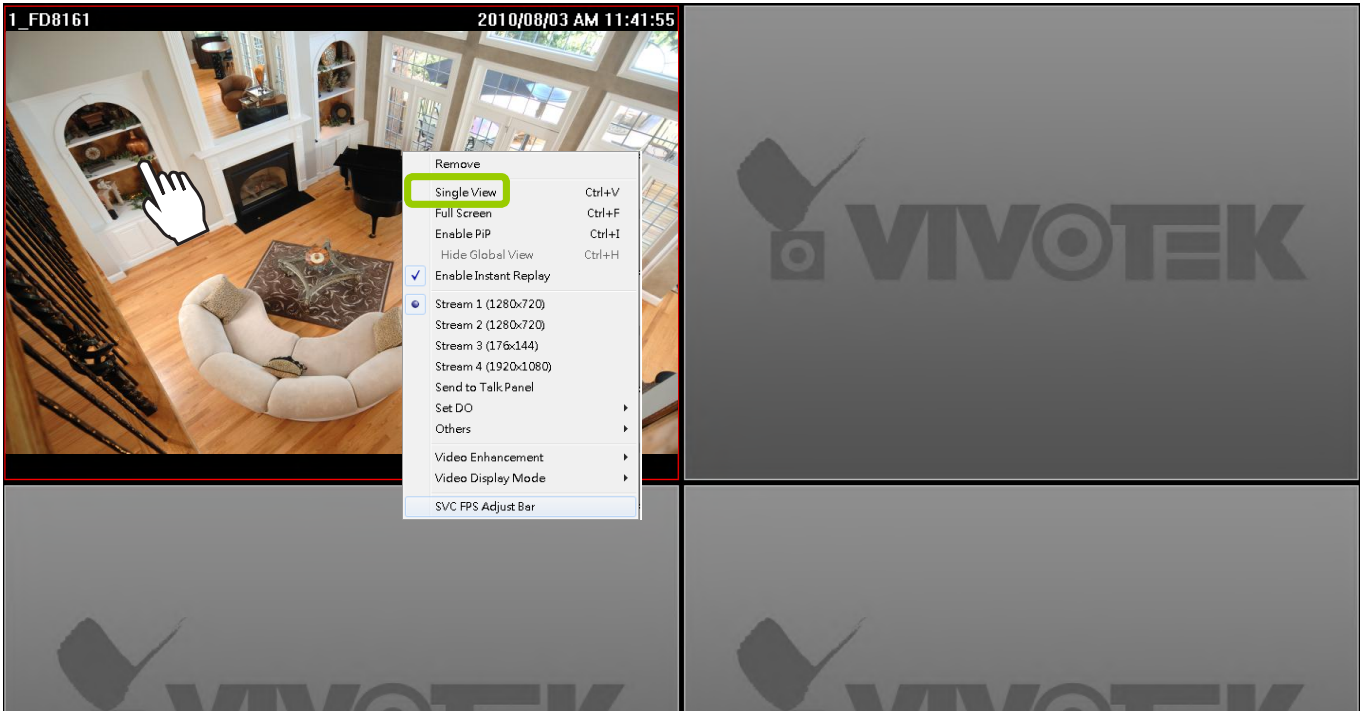 1_FD8161 2010/08/03 AM 11:41:55
VIVOTEK
Remove
Single View Ctrl+V
Full Screen Ctrl+F
Enable PiP Ctrl+I
Hide Global View Ctrl+H
Enable Instant Replay
Stream 1 (1280x720)
Stream 2 (1280x720)
Stream 3 (176x144)
Stream 4 (1920x1080)
Send to Talk Panel
Set DO
Others
Video Enhancement
Video Display Mode
SVC FPS Adjust Bar
VIVOTEK
VIVOTEK